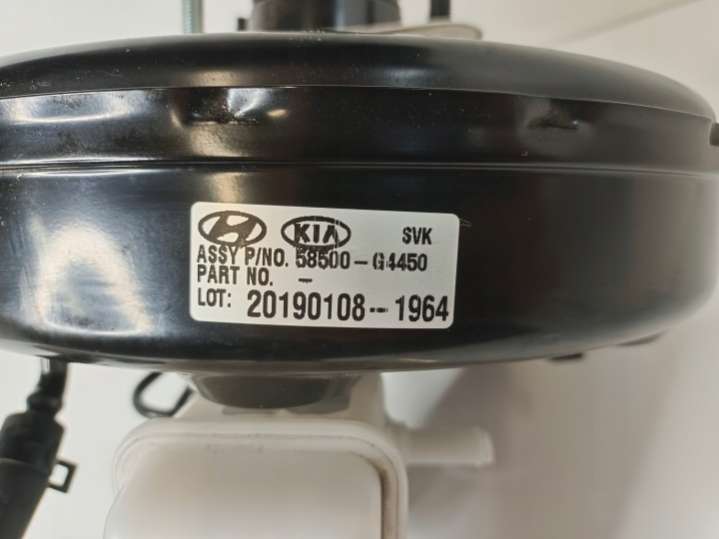 KIA SVK
ASSY P/NO. 58500-G4450
PART NO. -
LOT: 20190108-1964